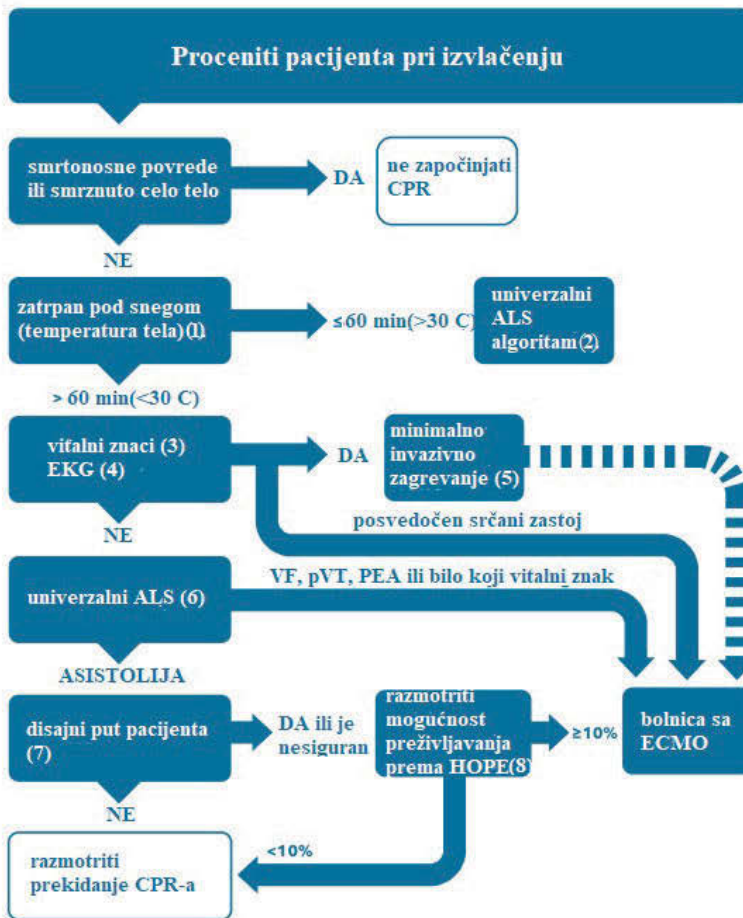 Proceniti pacijenta pri izvlačenju
smrtonosne povrede
ili smrznuto celo telo
DA
ne započinjati
CPR
NE
zatrpan pod snegom
(temperatura tela)(1)
≤60 min(>30 C)
univerzalni
ALS
algoritam(2)
> 60 min(<30 C)
vitalni znaci (3)
EKG (4)
DA
minimalno
invazivno
zagrevanje (5)
posvedočen srčani zastoj
NE
univerzalni ALS (6)
VF, pVT, PEA ili bilo koji vitalni znak
ASISTOLIJA
disajni put pacijenta
(7)
DA ili je
nesiguran
razmotriti
mogućnost
preživljavanja
prema HOPE(8)
≥10%
bolnica sa
ECMO
NE
<10%
razmotriti
prekidanje CPR-a